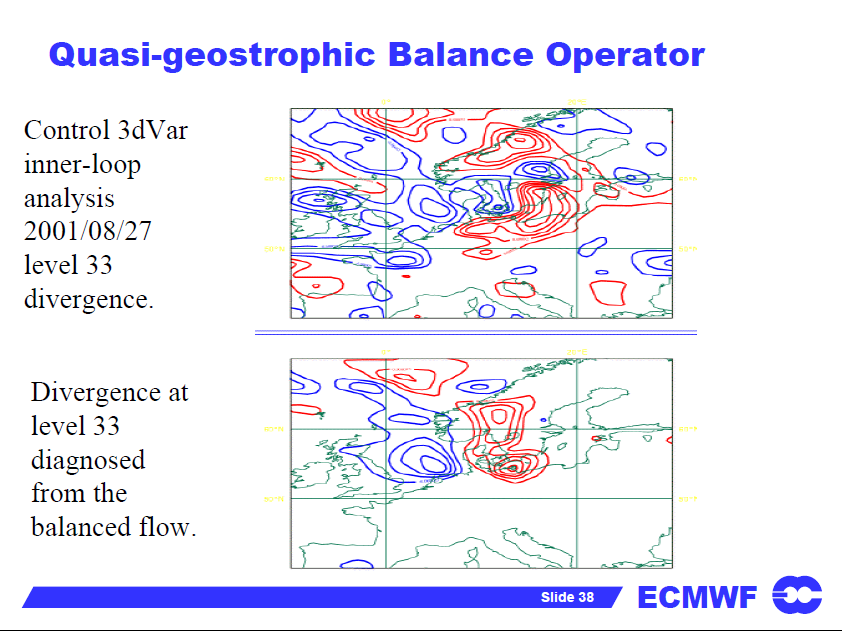 Quasi-geostrophic Balance Operator
Control 3dVar
inner-loop
analysis
2001/08/27
level 33
divergence.
Divergence at
level 33
diagnosed
from the
balanced flow.
Slide 38
ECMWF